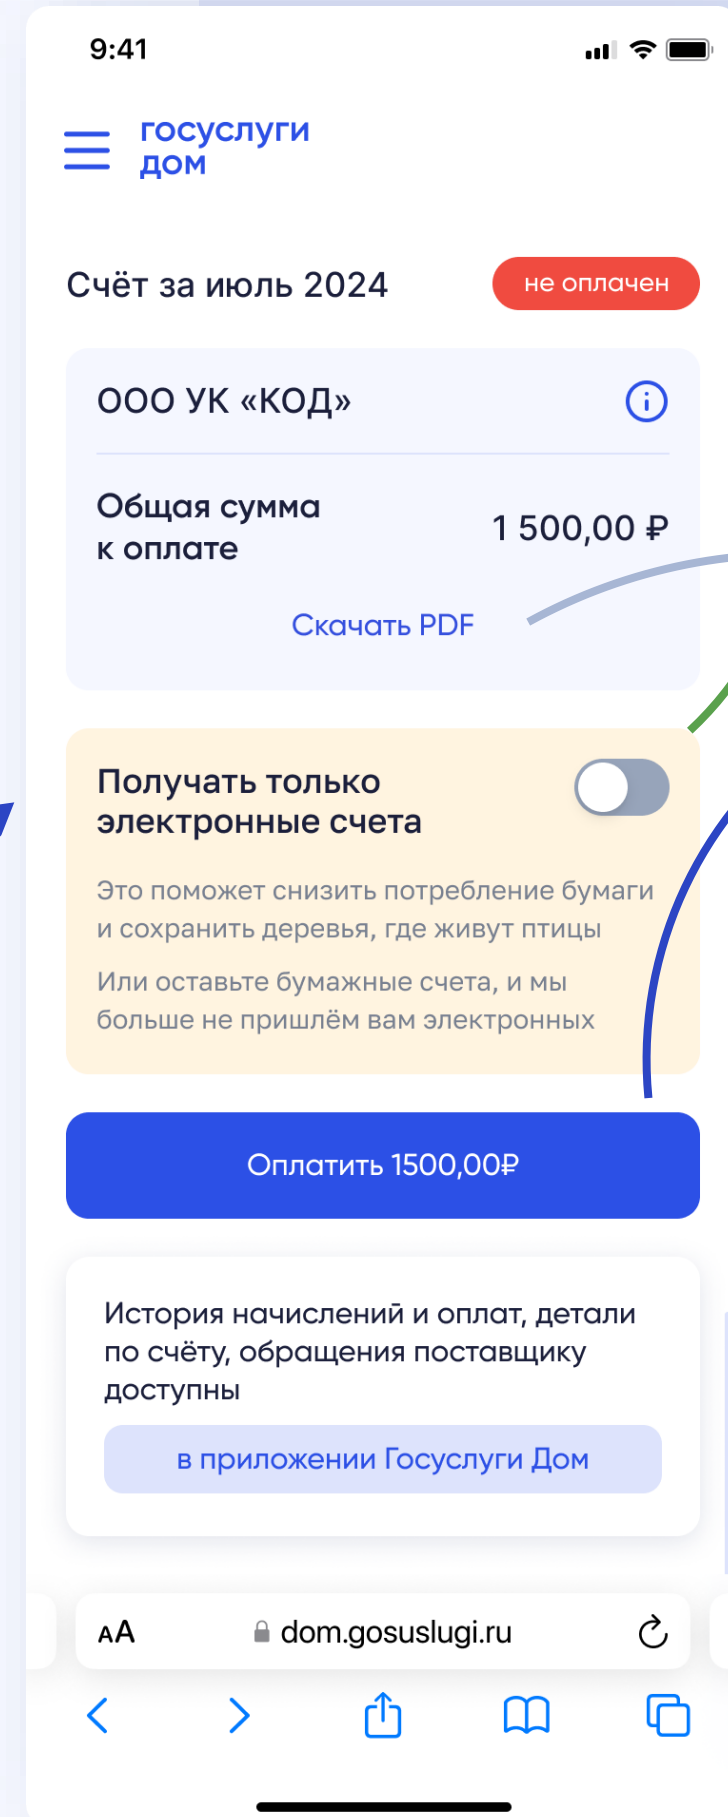 9:41
госуслуги
дом
Счёт за июль 2024
не оплачен
ООО УК «КОД»
Общая сумма
к оплате
1 500,00 ₽
Скачать PDF
Получать только
электронные счета
Это поможет снизить потребление бумаги
и сохранить деревья, где живут птицы
Или оставьте бумажные счета, и мы
больше не пришлём вам электронных
Оплатить 1500,00₽
История начислений и оплат, детали
по счёту, обращения поставщику
доступны
в приложении Госуслуги Дом
AA
dom.gosuslugi.ru